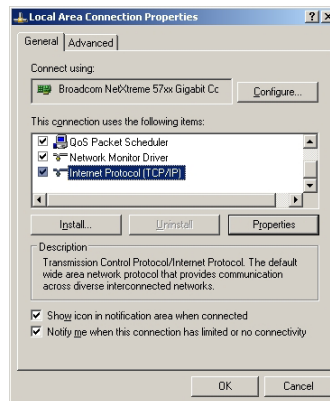 Local Area Connection Properties
General Advanced
Connect using:
Broadcom NetXtreme 57xx Gigabit Cc
Configure...
This connection uses the following items:
QoS Packet Scheduler
Network Monitor Driver
Internet Protocol (TCP/IP)
Install... Uninstall Properties
Description
Transmission Control Protocol/Internet Protocol. The default
wide area network protocol that provides communication
across diverse interconnected networks.
Show icon in notification area when connected
Notify me when this connection has limited or no connectivity
OK Cancel